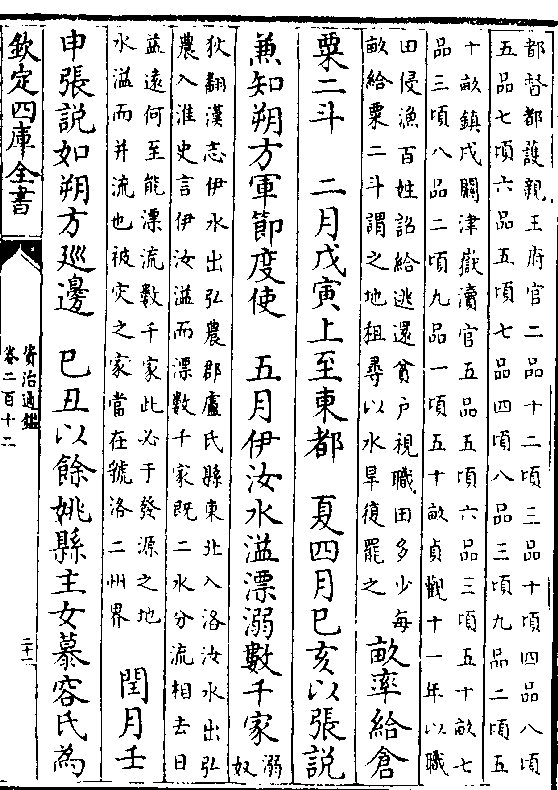 都督都護親王府官二品十二頃三品十頃四品八頃
五品七頃六品五頃七品四頃八品三頃九品二頃五
十畝鎮戍關津嶽瀆官五品五頃六品三頃五十畝七
品三頃八品二頃九品一頃五十畝貞觀十一年以職
田侵漁百姓詔給逃還貧戶視職田多少每
畝給粟二斗謂之地租尋以水旱復罷之
畝率給倉
粟二斗　二月戊寅上至東都　夏四月己亥以張説
兼知朔方軍節度使　五月伊汝水溢漂溺數千家
溺
奴
狄翻漢志伊水出弘農郡盧氏縣東北入洛汝水出弘
農入淮史言伊汝溢而漂數千家既二水分流相去日
益遠何至能漂流數千家此必于發源之地
水溢而并流也被灾之家當在虢洛二州界
閏月壬
申張説如朔方廵邊　已丑以餘姚縣主女慕容氏為
欽定四庫全書
資治通鑑
卷二百十二
二十一